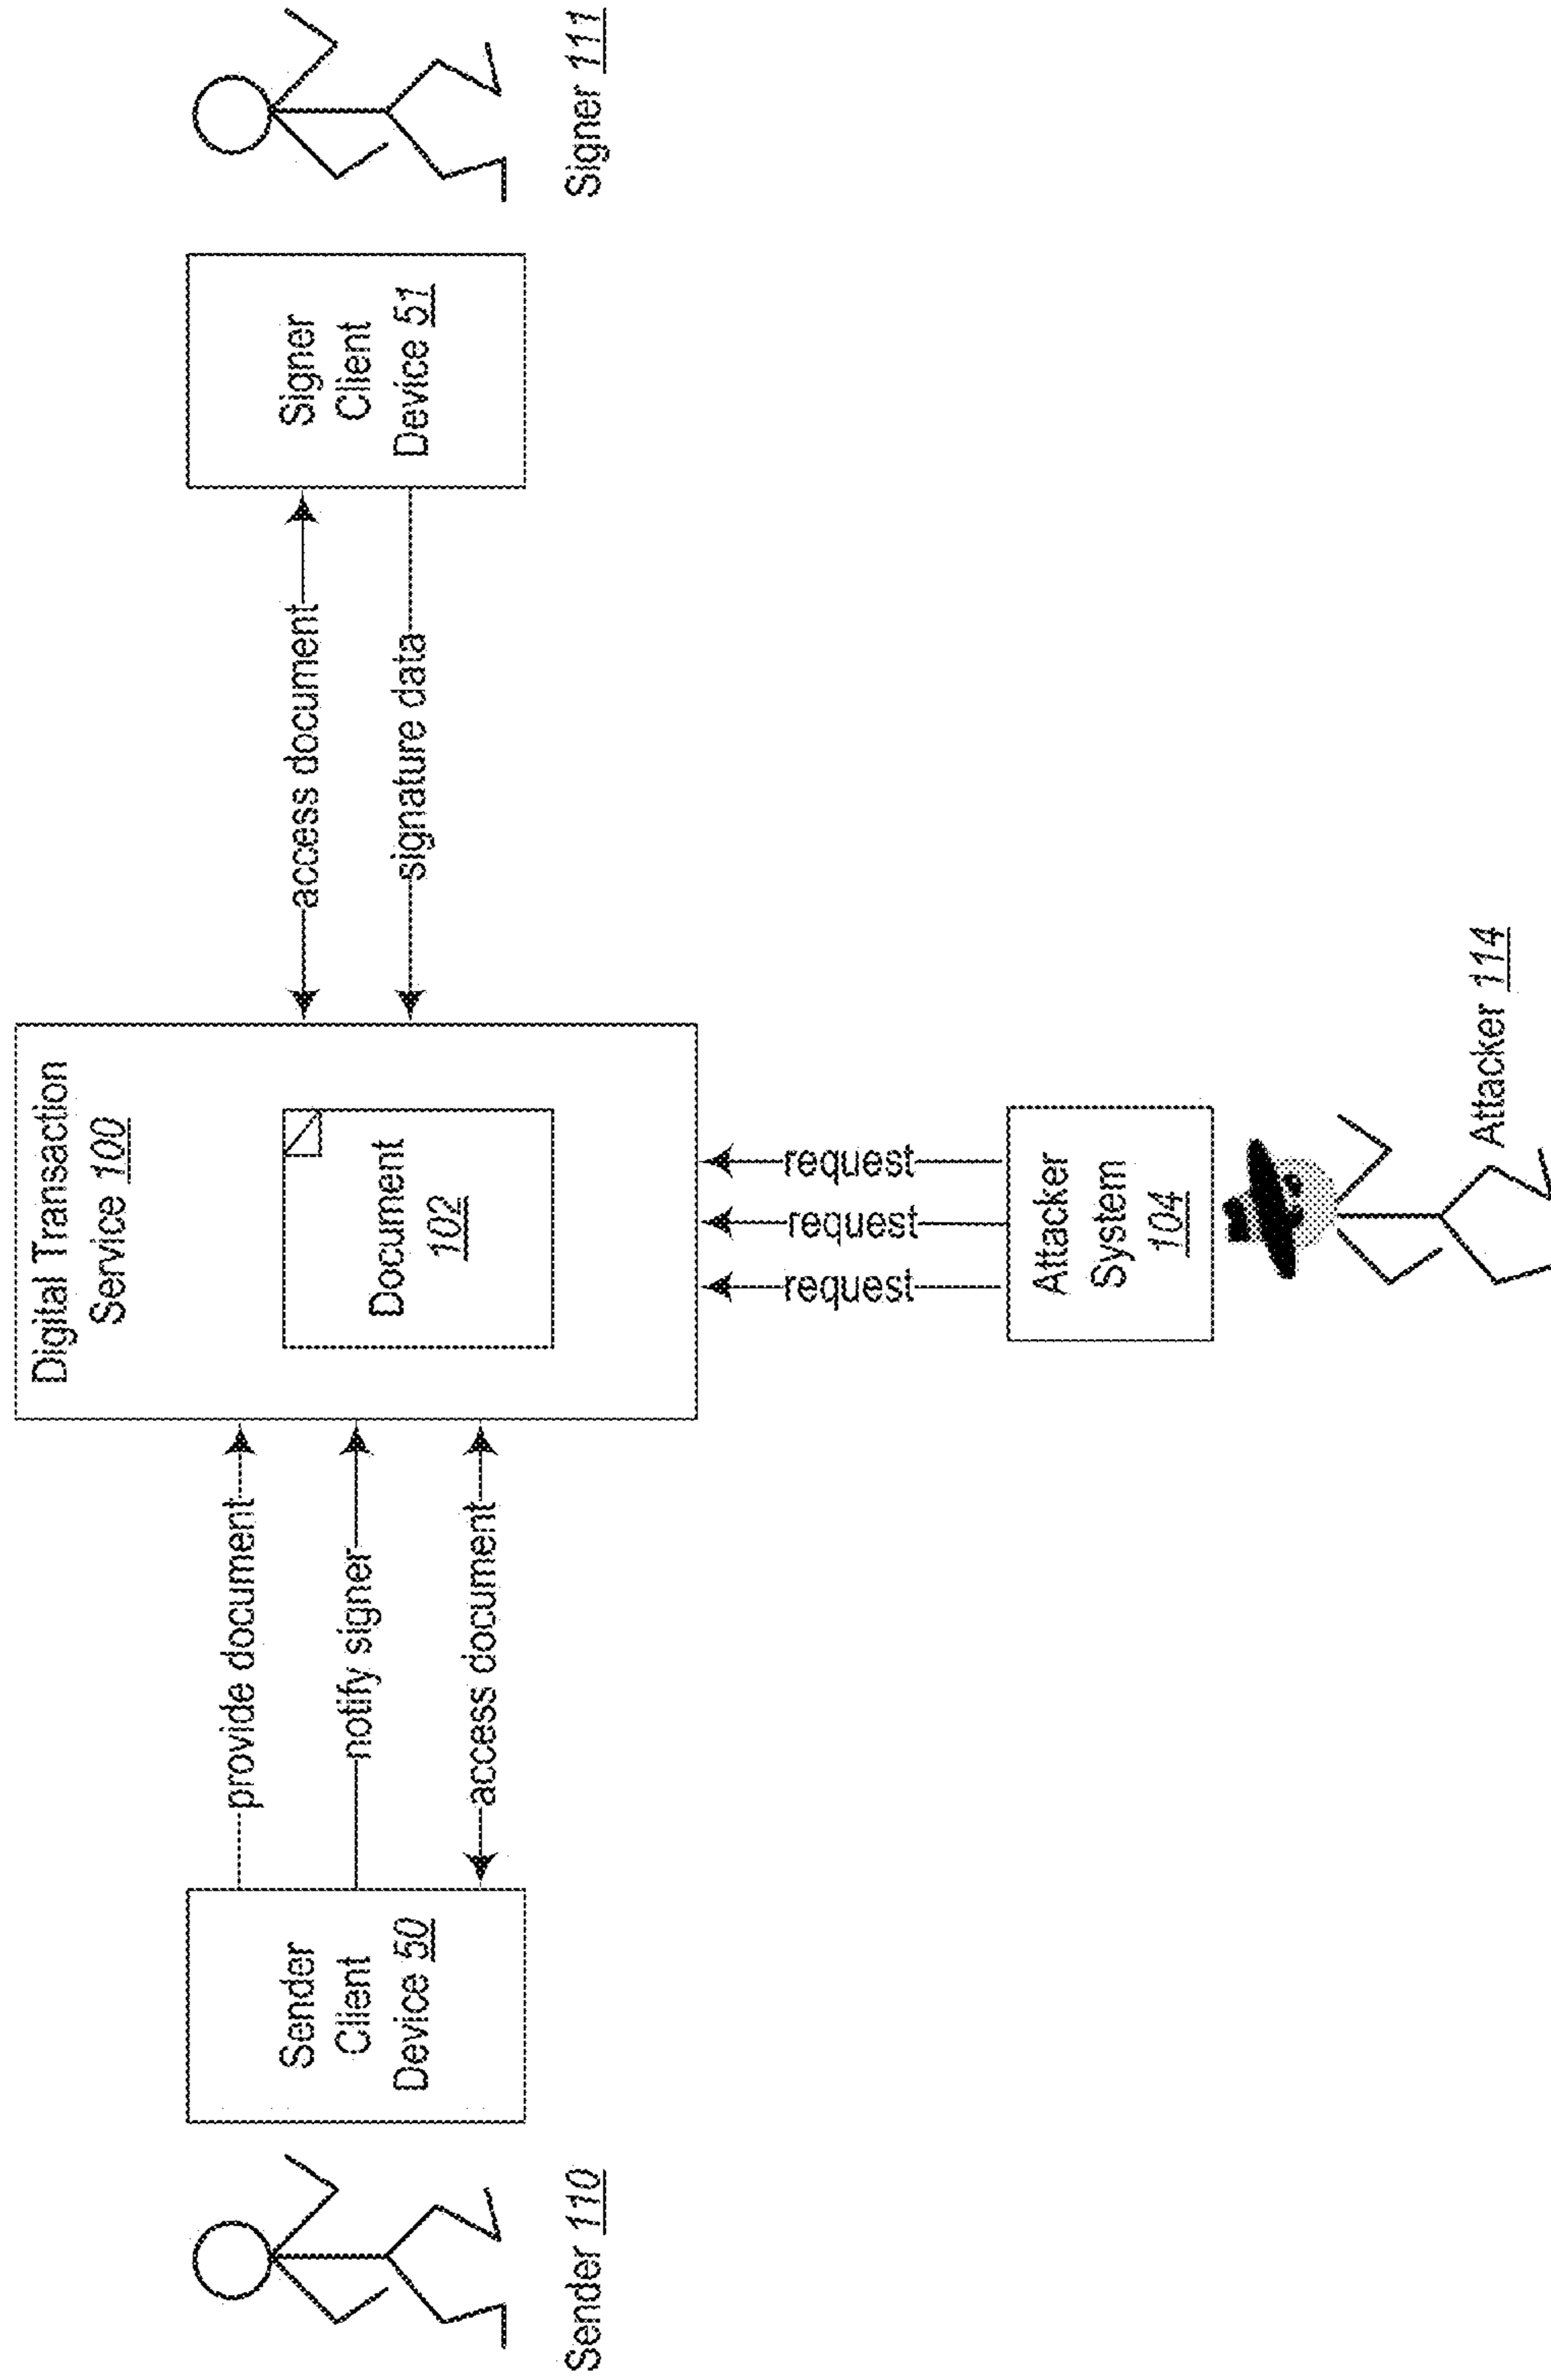 Digital Transaction
Service 100
Document
102
Sender
Client
Device 50
Sender 110
provide document
notify signer
access document
access document
signature data
Signer
Client
Device 51
Signer 111
request
request
request
Attacker
System
104
Attacker 114